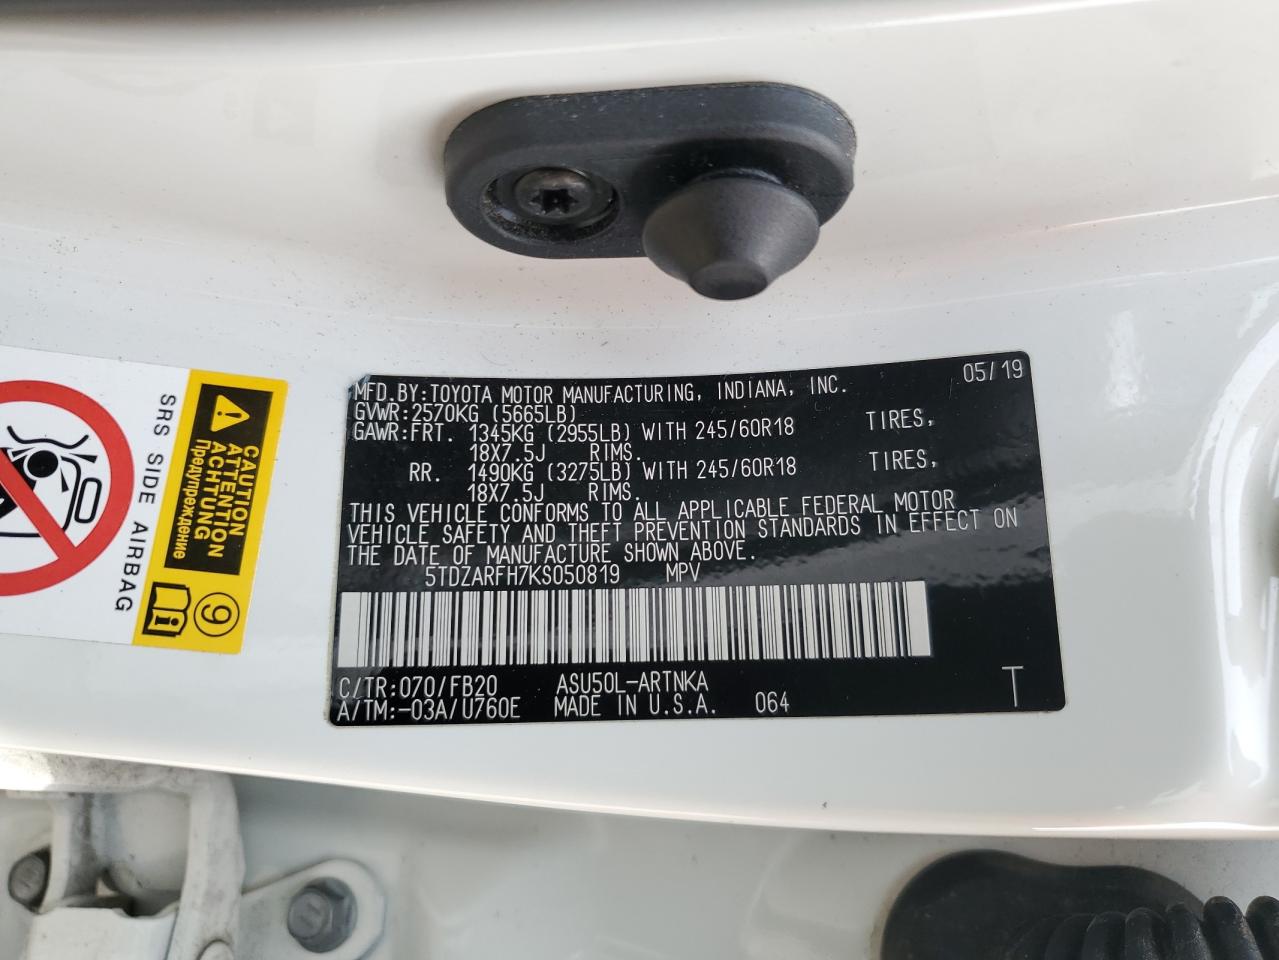 MFD.BY:TOYOTA MOTOR MANUFACTURING, INDIANA, INC. 05/19
GVWR:2570KG (5665LB)
GAWR:FRT. 1345KG (2955LB) WITH 245/60R18 TIRES,
18X7.5J RIMS.
RR. 1490KG (3275LB) WITH 245/60R18 TIRES,
18X7.5J RIMS.
THIS VEHICLE CONFORMS TO ALL APPLICABLE FEDERAL MOTOR
VEHICLE SAFETY AND THEFT PREVENTION STANDARDS IN EFFECT ON
THE DATE OF MANUFACTURE SHOWN ABOVE.
5TDZARFH7KS050819 MPV
C/TR:070/FB20 ASU50L-ARTNKA
A/TM:-03A/U760E MADE IN U.S.A. 064
T
SRS SIDE AIRBAG
CAUTION
ATTENTION
ACHTUNG
Предупреждение
9